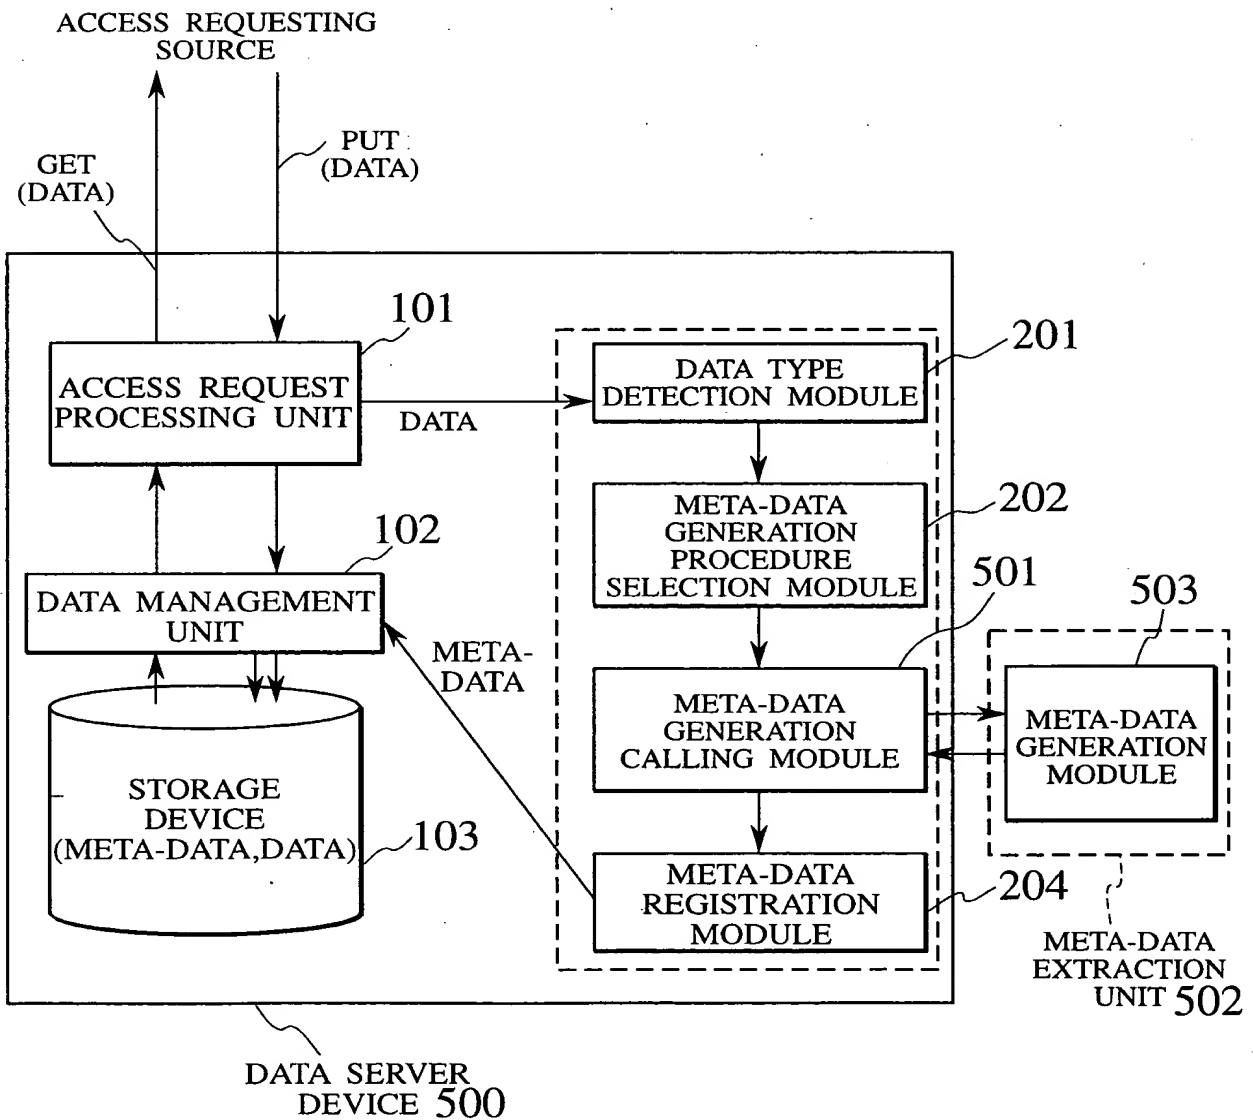 ACCESS REQUESTING
SOURCE
GET
(DATA)
PUT
(DATA)
101
ACCESS REQUEST
PROCESSING UNIT
DATA
201
DATA TYPE
DETECTION MODULE
202
META-DATA
GENERATION
PROCEDURE
SELECTION MODULE
102
DATA MANAGEMENT
UNIT
META-
DATA
501
META-DATA
GENERATION
CALLING MODULE
503
META-DATA
GENERATION
MODULE
STORAGE
DEVICE
(META-DATA,DATA)
103
META-DATA
REGISTRATION
MODULE
204
META-DATA
EXTRACTION
UNIT 502
DATA SERVER
DEVICE 500